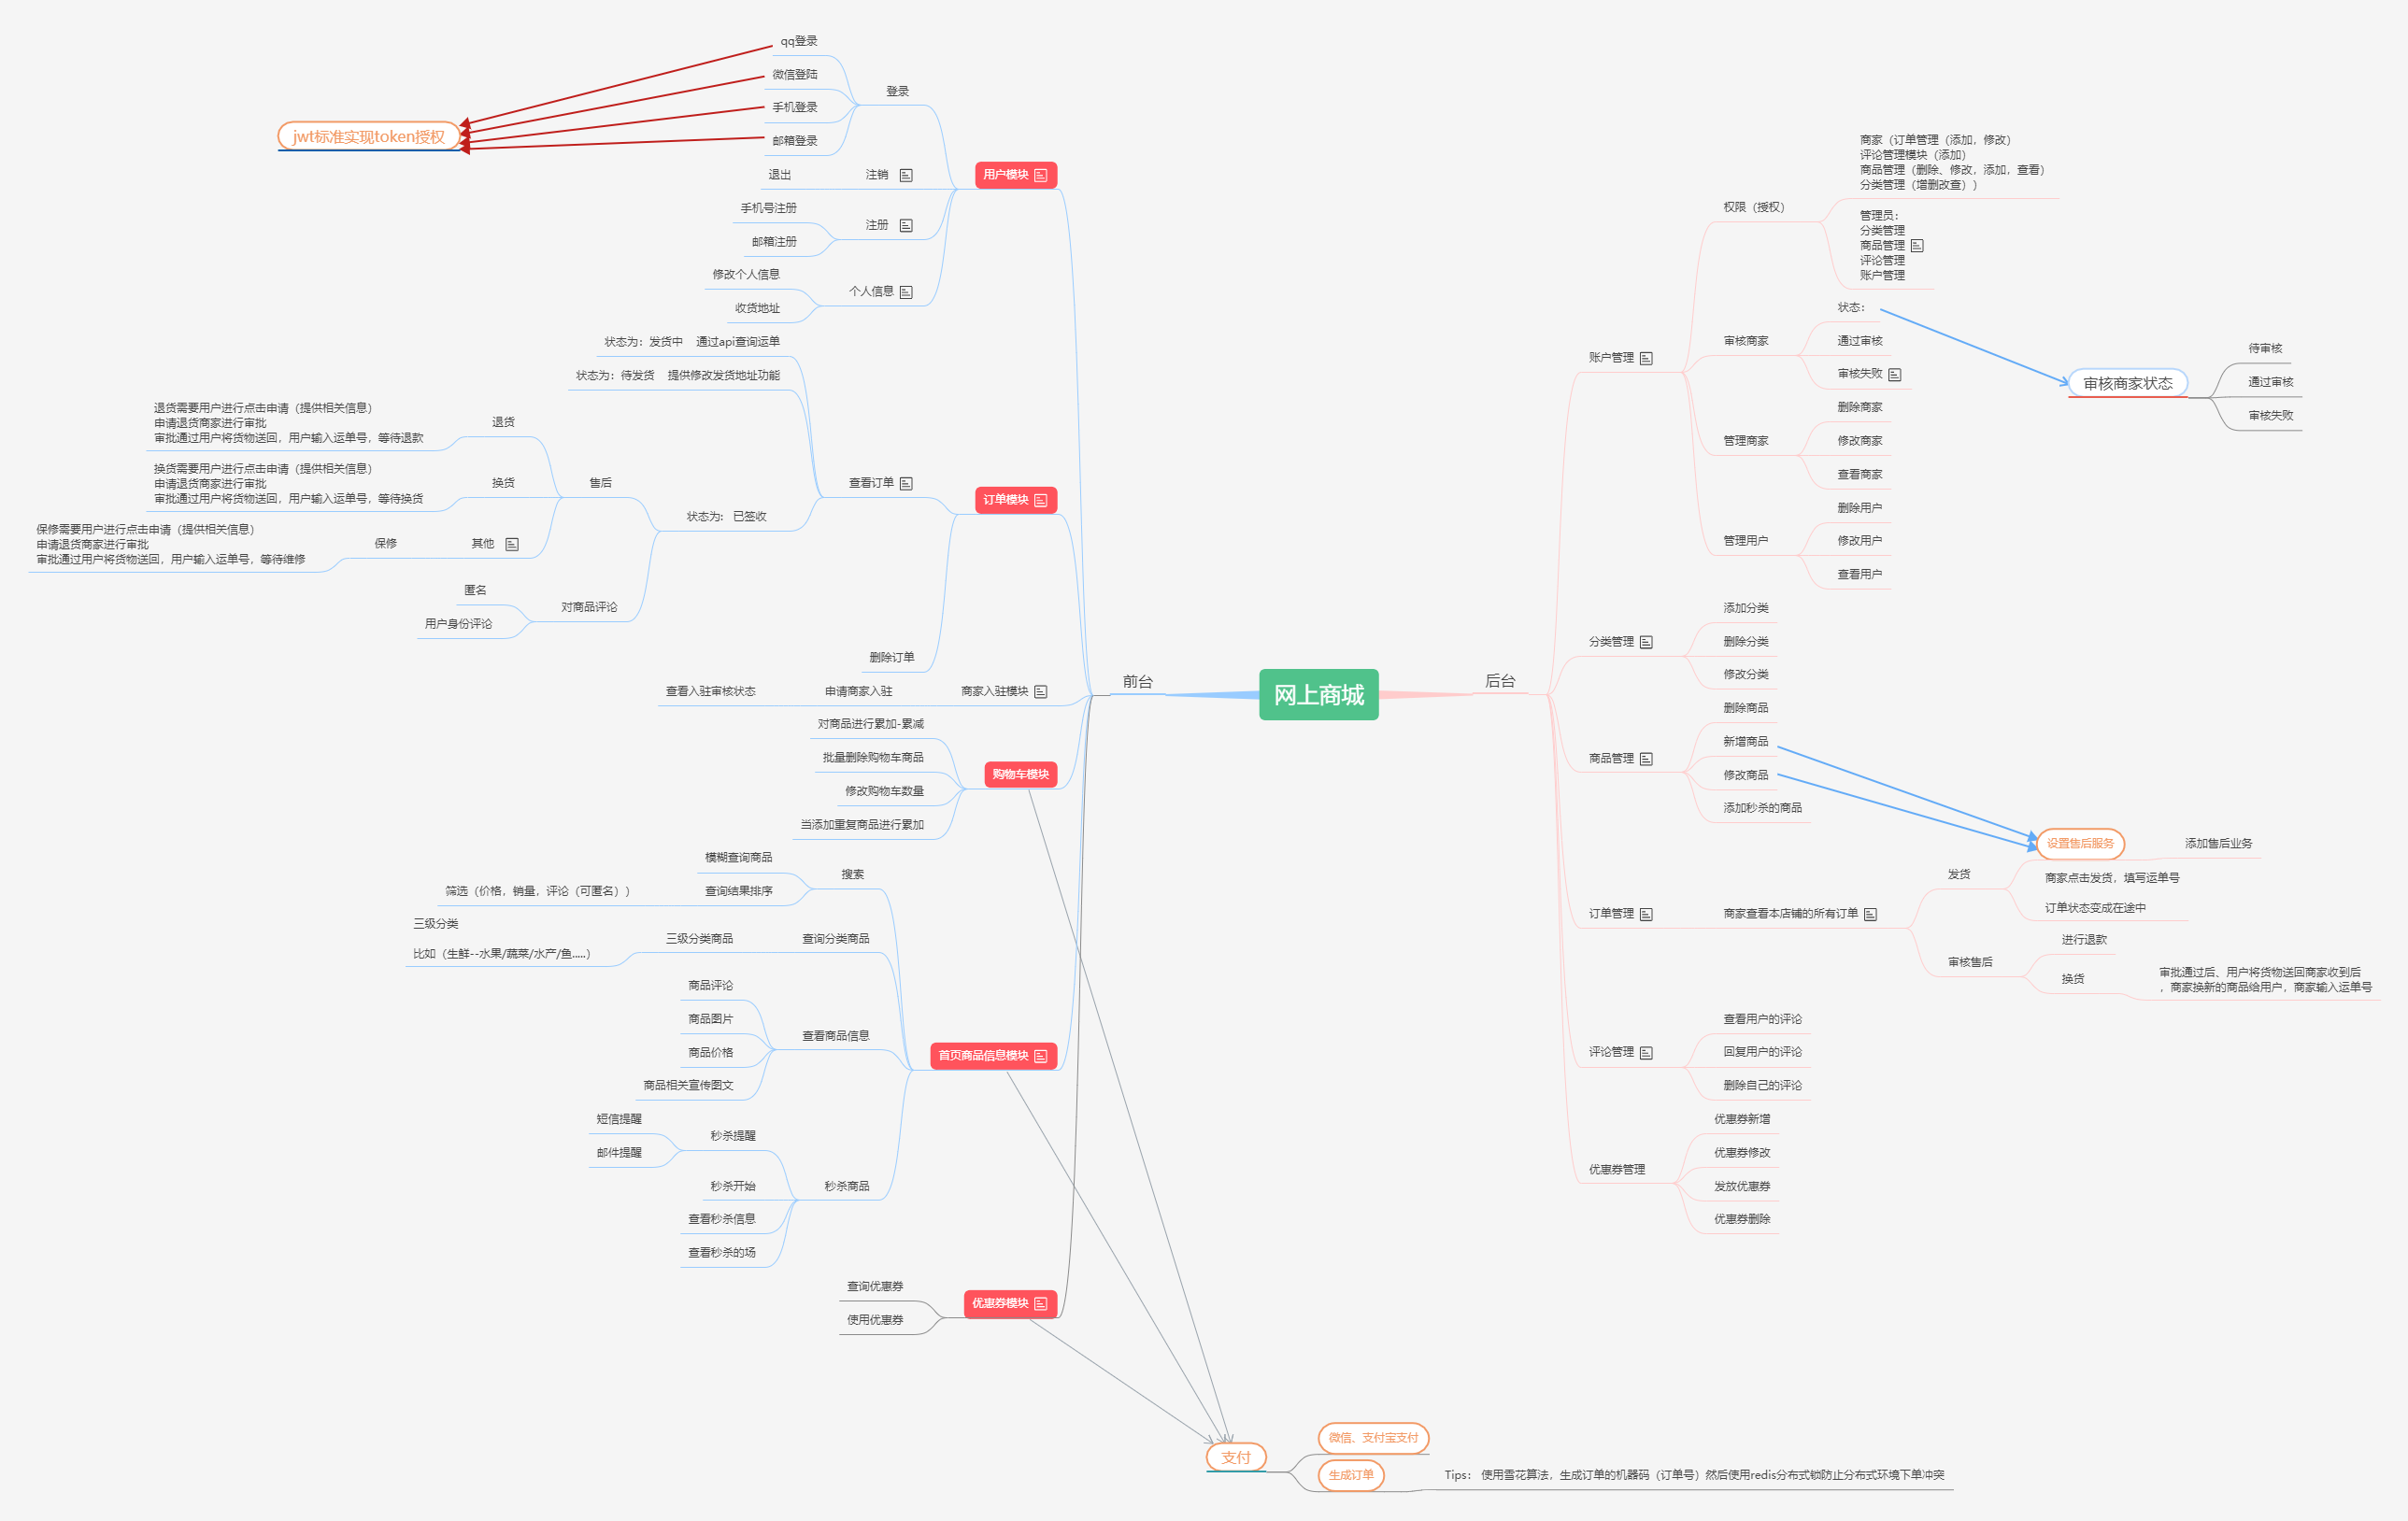 网上商城
前台
用户模块
登录
qq登录
微信登陆
手机登录
邮箱登录
jwt标准实现token授权
注销
退出
注册
手机号注册
邮箱注册
个人信息
修改个人信息
收货地址
订单模块
查看订单
状态为：发货中 通过api查询运单
状态为：待发货 提供修改发货地址功能
状态为： 已签收
售后
退货
退货需要用户进行点击申请（提供相关信息）
申请退货商家进行审批
审批通过用户将货物送回，用户输入运单号，等待退款
换货
换货需要用户进行点击申请（提供相关信息）
申请退货商家进行审批
审批通过用户将货物送回，用户输入运单号，等待换货
其他
保修
保修需要用户进行点击申请（提供相关信息）
申请退货商家进行审批
审批通过用户将货物送回，用户输入运单号，等待维修
对商品评论
匿名
用户身份评论
删除订单
商家入驻模块
申请商家入驻
查看入驻审核状态
购物车模块
对商品进行累加-累减
批量删除购物车商品
修改购物车数量
当添加重复商品进行累加
首页商品信息模块
搜索
模糊查询商品
查询结果排序
筛选（价格，销量，评论（可匿名））
查询分类商品
三级分类商品
三级分类
比如（生鲜--水果/蔬菜/水产/鱼.....）
查看商品信息
商品评论
商品图片
商品价格
商品相关宣传图文
秒杀商品
秒杀提醒
短信提醒
邮件提醒
秒杀开始
查看秒杀信息
查看秒杀的场
优惠券模块
查询优惠券
使用优惠券
支付
微信、支付宝支付
生成订单
Tips： 使用雪花算法，生成订单的机器码（订单号）然后使用redis分布式锁防止分布式环境下单冲突
后台
账户管理
权限（授权）
商家（订单管理（添加，修改）
评论管理模块（添加）
商品管理（删除、修改，添加，查看）
分类管理（增删改查））
管理员：
分类管理
商品管理
评论管理
账户管理
审核商家
状态：
通过审核
审核失败
审核商家状态
待审核
通过审核
审核失败
管理商家
删除商家
修改商家
查看商家
管理用户
删除用户
修改用户
查看用户
分类管理
添加分类
删除分类
修改分类
商品管理
删除商品
新增商品
修改商品
添加秒杀的商品
订单管理
商家查看本店铺的所有订单
发货
设置售后服务
添加售后业务
商家点击发货，填写运单号
订单状态变成在途中
审核售后
进行退款
换货
审批通过后、用户将货物送回商家收到后
，商家换新的商品给用户，商家输入运单号
评论管理
查看用户的评论
回复用户的评论
删除自己的评论
优惠券管理
优惠券新增
优惠券修改
发放优惠券
优惠券删除